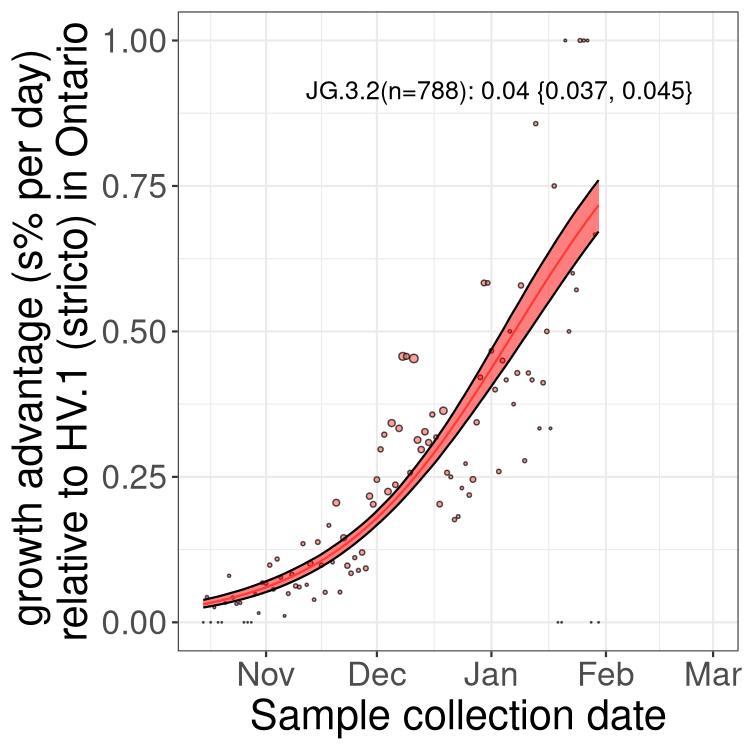 growth advantage (s% per day)
relative to HV.1 (stricto) in Ontario
1.00
0.75
0.50
0.25
0.00
JG.3.2(n=788): 0.04 {0.037, 0.045}
Nov Dec Jan Feb Mar
Sample collection date